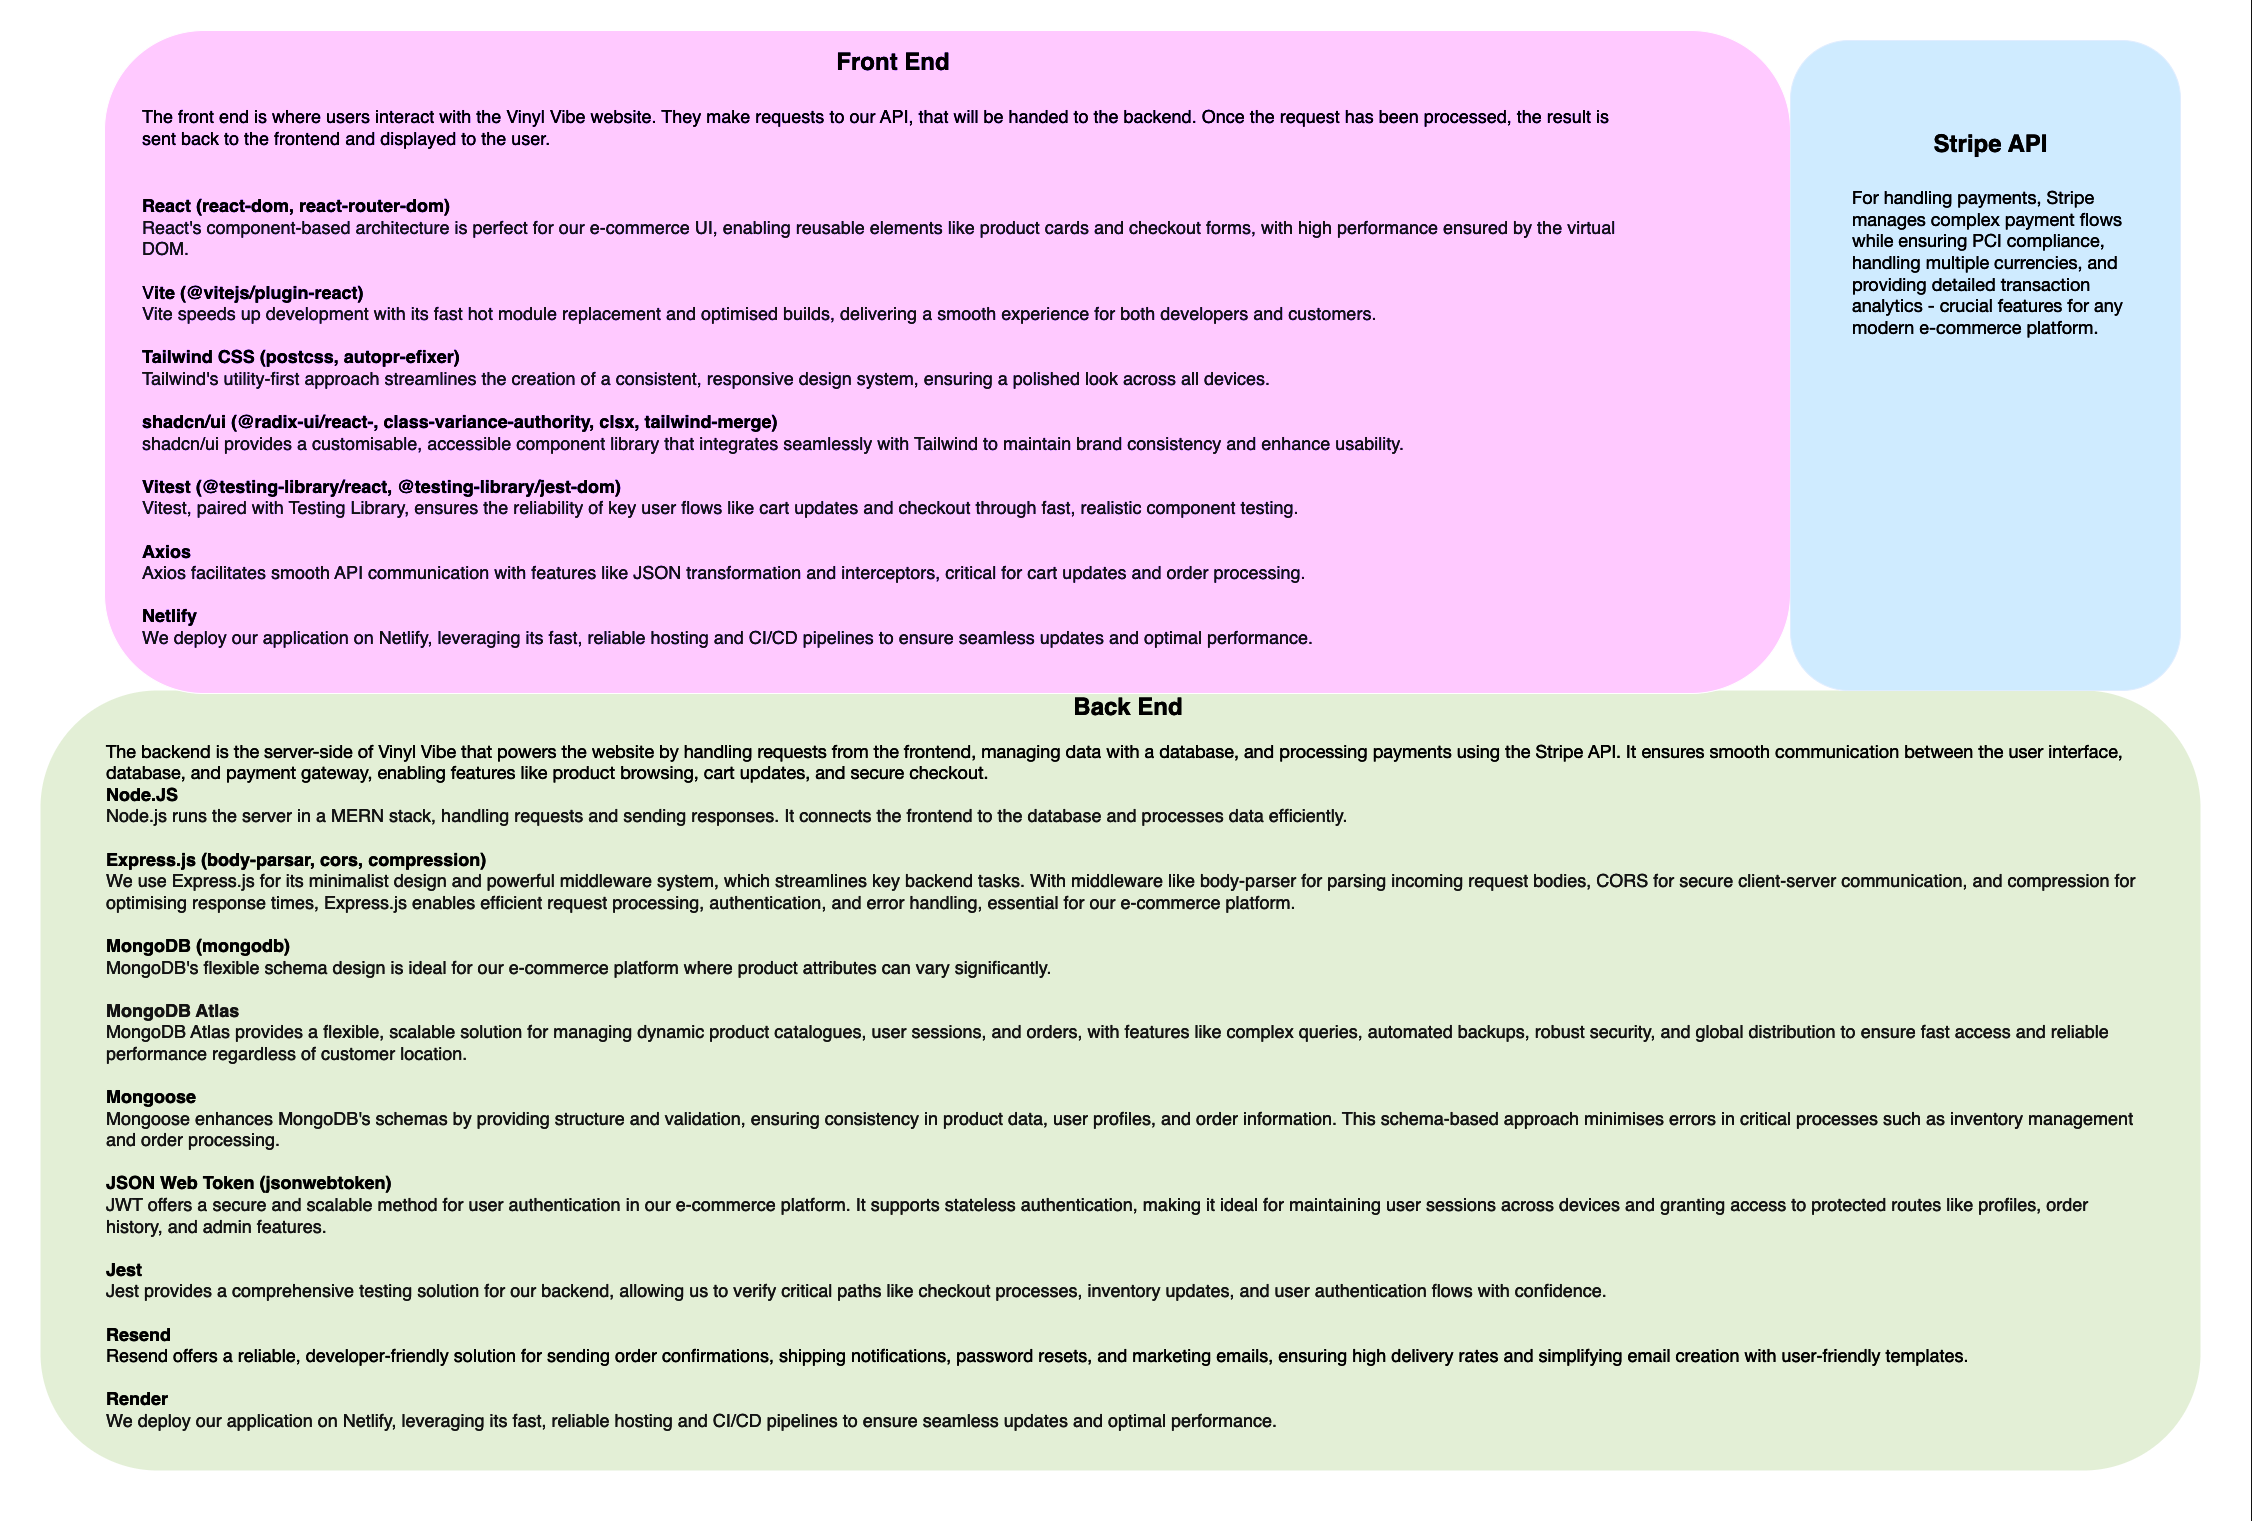 Front End
The front end is where users interact with the Vinyl Vibe website. They make requests to our API, that will be handed to the backend. Once the request has been processed, the result is
sent back to the frontend and displayed to the user.
React (react-dom, react-router-dom)
React's component-based architecture is perfect for our e-commerce UI, enabling reusable elements like product cards and checkout forms, with high performance ensured by the virtual
DOM.
Vite (@vitejs/plugin-react)
Vite speeds up development with its fast hot module replacement and optimised builds, delivering a smooth experience for both developers and customers.
Tailwind CSS (postcss, autopr-efixer)
Tailwind's utility-first approach streamlines the creation of a consistent, responsive design system, ensuring a polished look across all devices.
shadcn/ui (@radix-ui/react-, class-variance-authority, clsx, tailwind-merge)
shadcn/ui provides a customisable, accessible component library that integrates seamlessly with Tailwind to maintain brand consistency and enhance usability.
Vitest (@testing-library/react, @testing-library/jest-dom)
Vitest, paired with Testing Library, ensures the reliability of key user flows like cart updates and checkout through fast, realistic component testing.
Axios
Axios facilitates smooth API communication with features like JSON transformation and interceptors, critical for cart updates and order processing.
Netlify
We deploy our application on Netlify, leveraging its fast, reliable hosting and CI/CD pipelines to ensure seamless updates and optimal performance.
Stripe API
For handling payments, Stripe
manages complex payment flows
while ensuring PCI compliance,
handling multiple currencies, and
providing detailed transaction
analytics - crucial features for any
modern e-commerce platform.
Back End
The backend is the server-side of Vinyl Vibe that powers the website by handling requests from the frontend, managing data with a database, and processing payments using the Stripe API. It ensures smooth communication between the user interface,
database, and payment gateway, enabling features like product browsing, cart updates, and secure checkout.
Node.JS
Node.js runs the server in a MERN stack, handling requests and sending responses. It connects the frontend to the database and processes data efficiently.
Express.js (body-parsar, cors, compression)
We use Express.js for its minimalist design and powerful middleware system, which streamlines key backend tasks. With middleware like body-parser for parsing incoming request bodies, CORS for secure client-server communication, and compression for
optimising response times, Express.js enables efficient request processing, authentication, and error handling, essential for our e-commerce platform.
MongoDB (mongodb)
MongoDB's flexible schema design is ideal for our e-commerce platform where product attributes can vary significantly.
MongoDB Atlas
MongoDB Atlas provides a flexible, scalable solution for managing dynamic product catalogues, user sessions, and orders, with features like complex queries, automated backups, robust security, and global distribution to ensure fast access and reliable
performance regardless of customer location.
Mongoose
Mongoose enhances MongoDB's schemas by providing structure and validation, ensuring consistency in product data, user profiles, and order information. This schema-based approach minimises errors in critical processes such as inventory management
and order processing.
JSON Web Token (jsonwebtoken)
JWT offers a secure and scalable method for user authentication in our e-commerce platform. It supports stateless authentication, making it ideal for maintaining user sessions across devices and granting access to protected routes like profiles, order
history, and admin features.
Jest
Jest provides a comprehensive testing solution for our backend, allowing us to verify critical paths like checkout processes, inventory updates, and user authentication flows with confidence.
Resend
Resend offers a reliable, developer-friendly solution for sending order confirmations, shipping notifications, password resets, and marketing emails, ensuring high delivery rates and simplifying email creation with user-friendly templates.
Render
We deploy our application on Netlify, leveraging its fast, reliable hosting and CI/CD pipelines to ensure seamless updates and optimal performance.